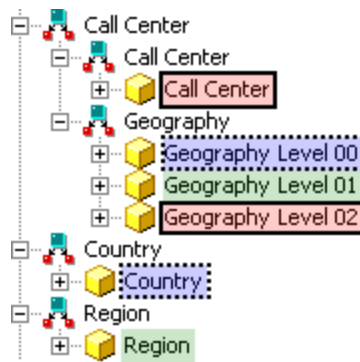 Call Center
Call Center
Call Center
Geography
Geography Level 00
Geography Level 01
Geography Level 02
Country
Country
Region
Region